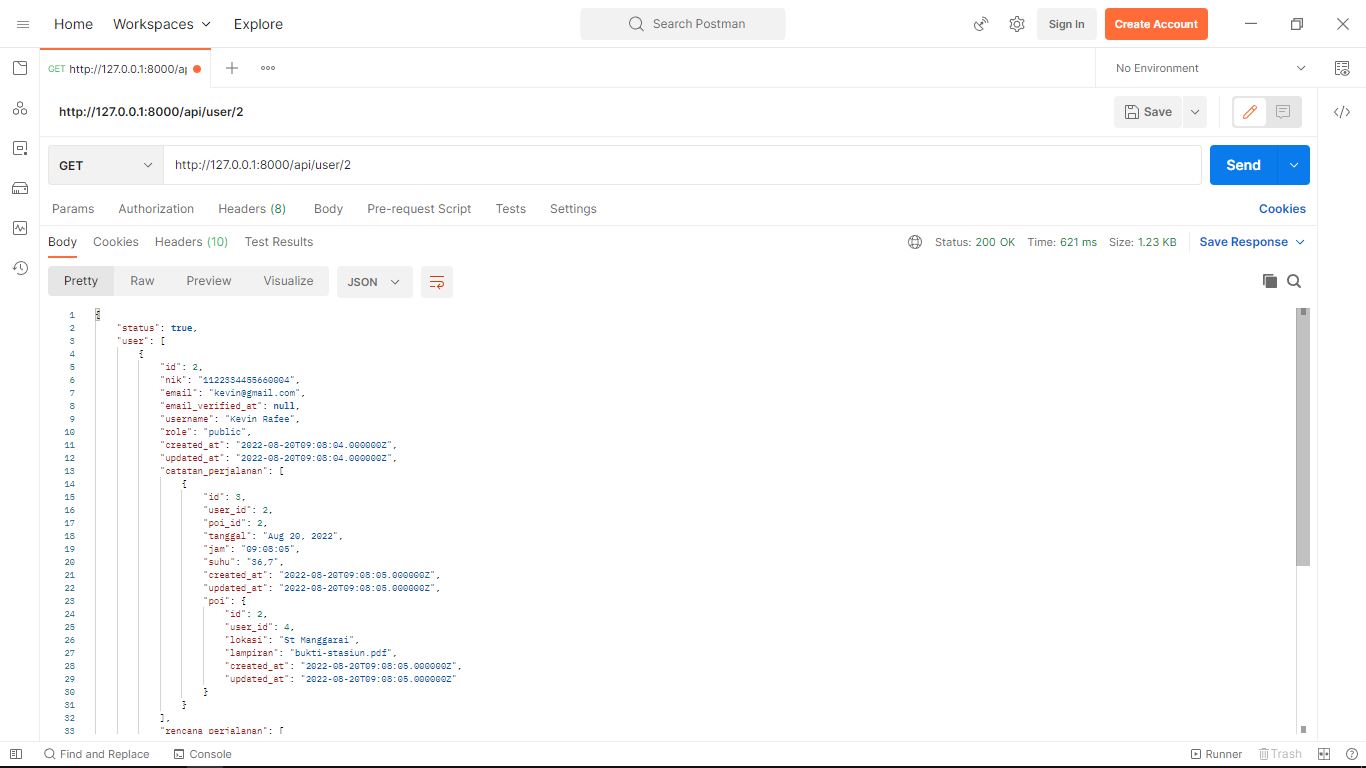 Home Workspaces Explore Search Postman Sign In Create Account
GET http://127.0.0.1:8000/ap No Environment
http://127.0.0.1:8000/api/user/2 Save
GET http://127.0.0.1:8000/api/user/2 Send
Params Authorization Headers (8) Body Pre-request Script Tests Settings Cookies
Body Cookies Headers (10) Test Results Status: 200 OK Time: 621 ms Size: 1.23 KB Save Response
Pretty Raw Preview Visualize JSON
1 {
2 "status": true,
3 "user": [
4 {
5 "id": 2,
6 "nik": "1122334455660004",
7 "email": "kevin@gmail.com",
8 "email_verified_at": null,
9 "username": "Kevin Rafee",
10 "role": "public",
11 "created_at": "2022-08-20T09:08:04.000000Z",
12 "updated_at": "2022-08-20T09:08:04.000000Z",
13 "catatan_perjalanan": [
14 {
15 "id": 3,
16 "user_id": 2,
17 "poi_id": 2,
18 "tanggal": "Aug 20, 2022",
19 "jam": "09:08:05",
20 "suhu": "36,7",
21 "created_at": "2022-08-20T09:08:05.000000Z",
22 "updated_at": "2022-08-20T09:08:05.000000Z",
23 "poi": {
24 "id": 2,
25 "user_id": 4,
26 "lokasi": "St Manggarai",
27 "lampiran": "bukti-stasiun.pdf",
28 "created_at": "2022-08-20T09:08:05.000000Z",
29 "updated_at": "2022-08-20T09:08:05.000000Z"
30 }
31 }
32 ],
33 "rencana_perjalanan": [
Find and Replace Console Runner Trash